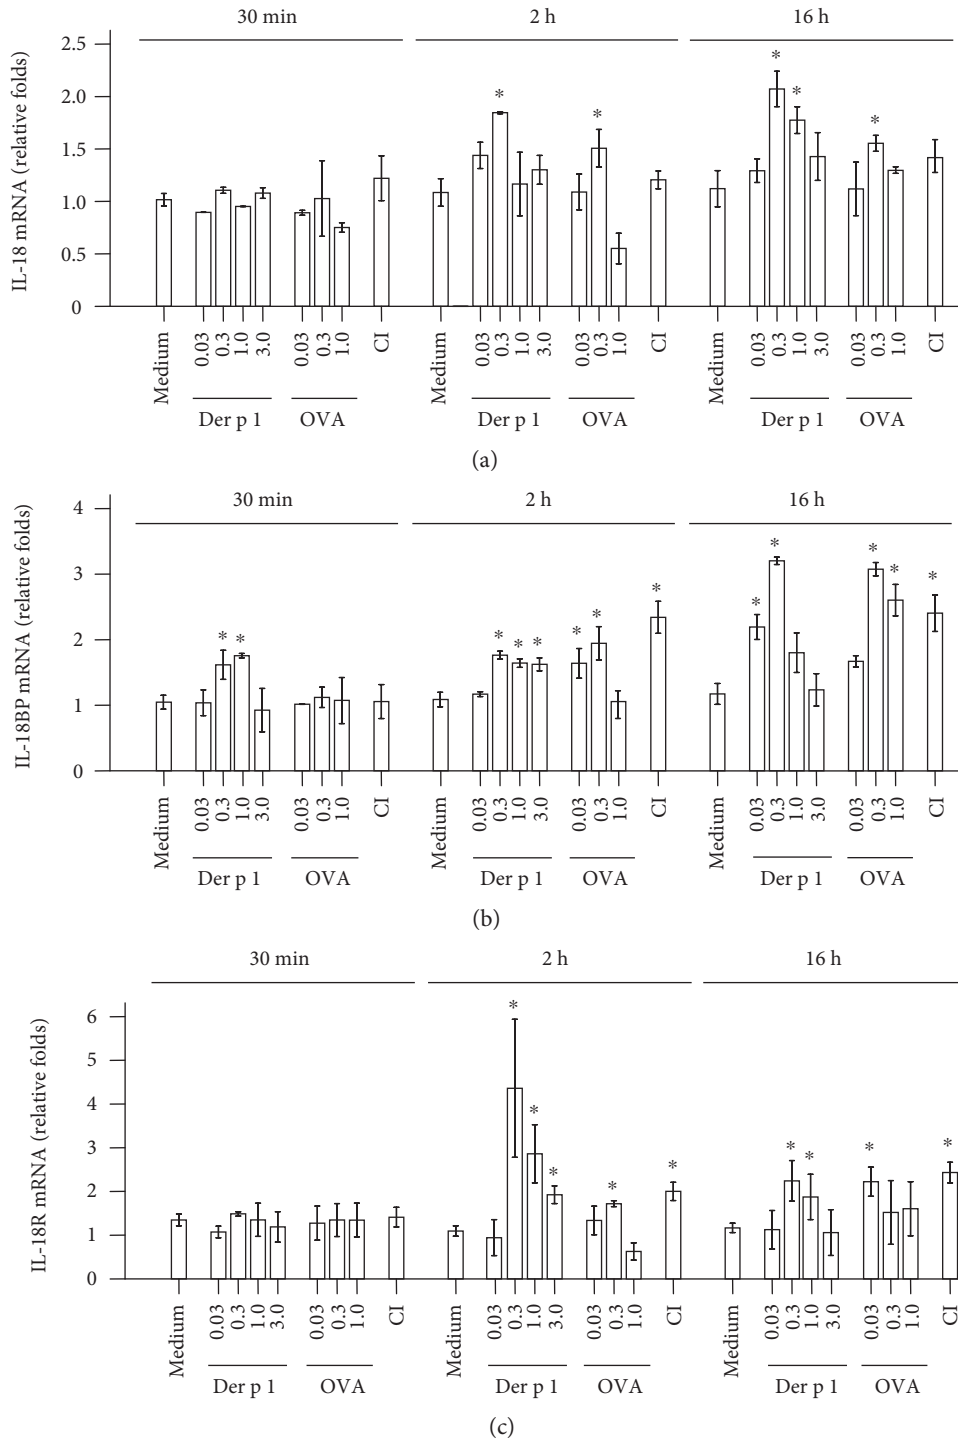 30 min 2 h 16 h
IL-18 mRNA (relative folds)
2.5
2.0
1.5
1.0
0.5
0
Medium 0.03 0.3 1.0 3.0 0.03 0.3 1.0 CI Medium 0.03 0.3 1.0 3.0 0.03 0.3 1.0 CI Medium 0.03 0.3 1.0 3.0 0.03 0.3 1.0 CI
* * * * *
Der p 1 OVA Der p 1 OVA Der p 1 OVA
(a)
30 min 2 h 16 h
IL-18BP mRNA (relative folds)
4
3
2
1
0
* * * * * * * * * * * * *
Medium 0.03 0.3 1.0 3.0 0.03 0.3 1.0 CI Medium 0.03 0.3 1.0 3.0 0.03 0.3 1.0 CI Medium 0.03 0.3 1.0 3.0 0.03 0.3 1.0 CI
Der p 1 OVA Der p 1 OVA Der p 1 OVA
(b)
30 min 2 h 16 h
IL-18R mRNA (relative folds)
6
5
4
3
2
1
0
* * * * * * * * *
Medium 0.03 0.3 1.0 3.0 0.03 0.3 1.0 CI Medium 0.03 0.3 1.0 3.0 0.03 0.3 1.0 CI Medium 0.03 0.3 1.0 3.0 0.03 0.3 1.0 CI
Der p 1 OVA Der p 1 OVA Der p 1 OVA
(c)